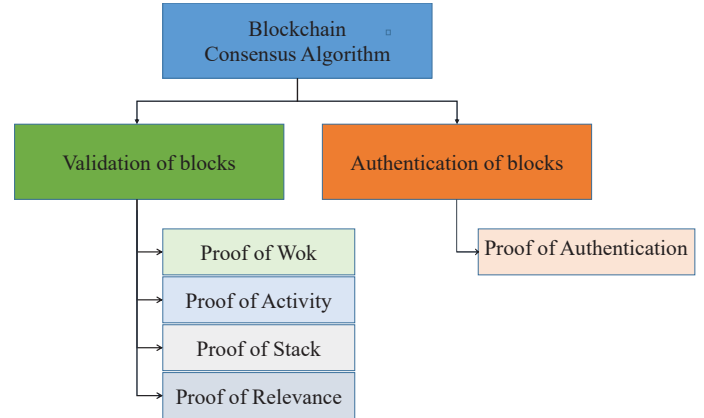 Blockchain
Consensus Algorithm
Validation of blocks
Authentication of blocks
Proof of Wok
Proof of Authentication
Proof of Activity
Proof of Stack
Proof of Relevance